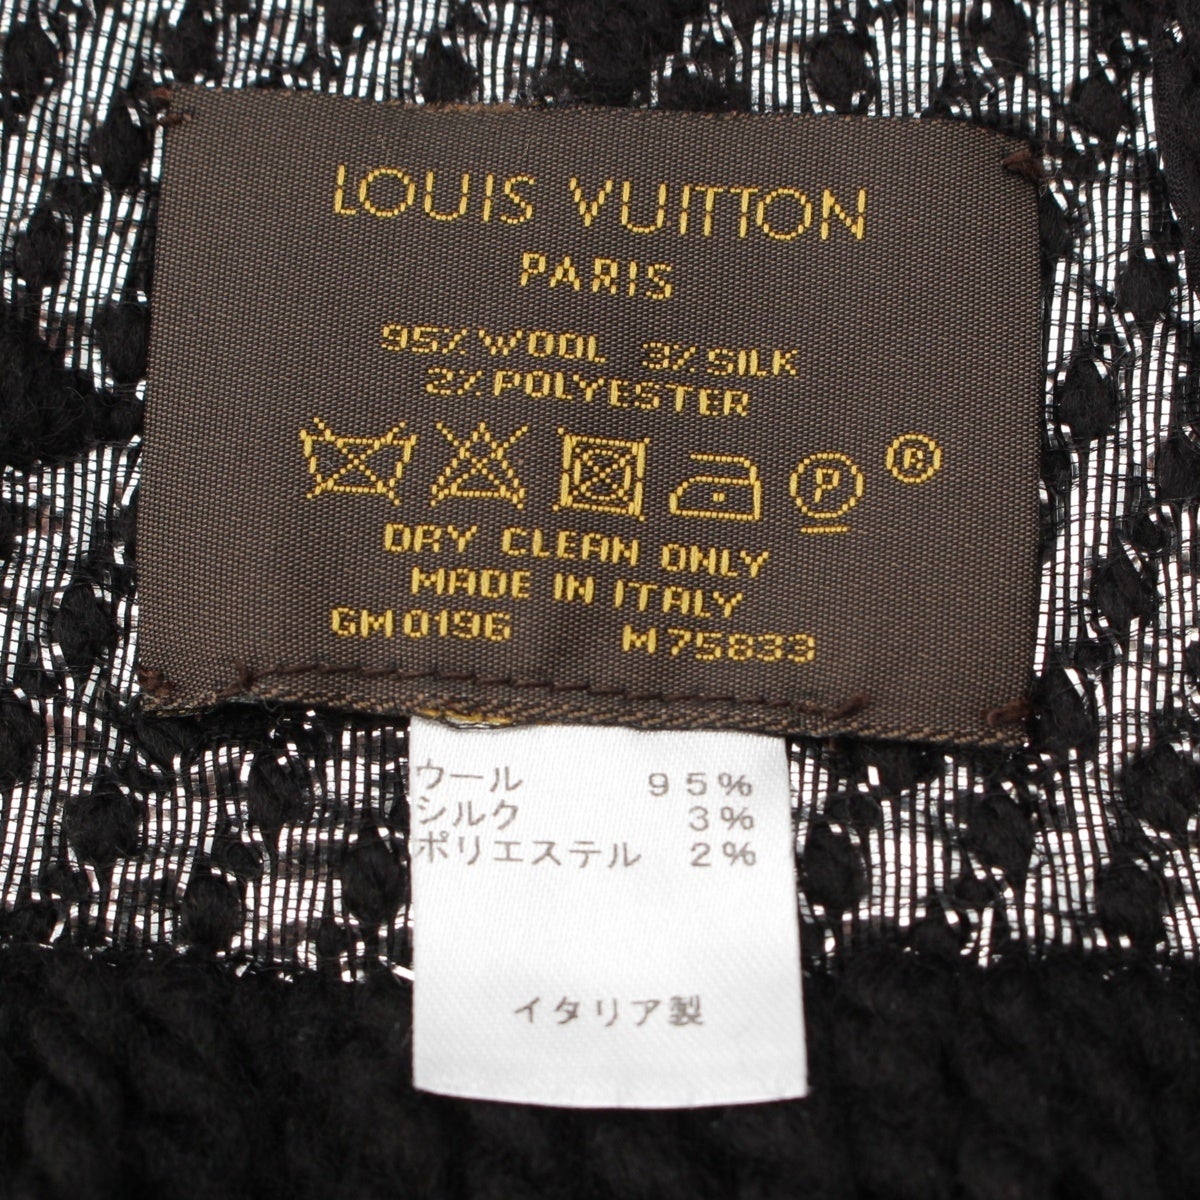 LOUIS VUITTON
PARIS
95% WOOL 3% SILK
2% POLYESTER
P ®
DRY CLEAN ONLY
MADE IN ITALY
GM0196 M75833
ウール 95%
シルク 3%
ポリエステル 2%
イタリア製